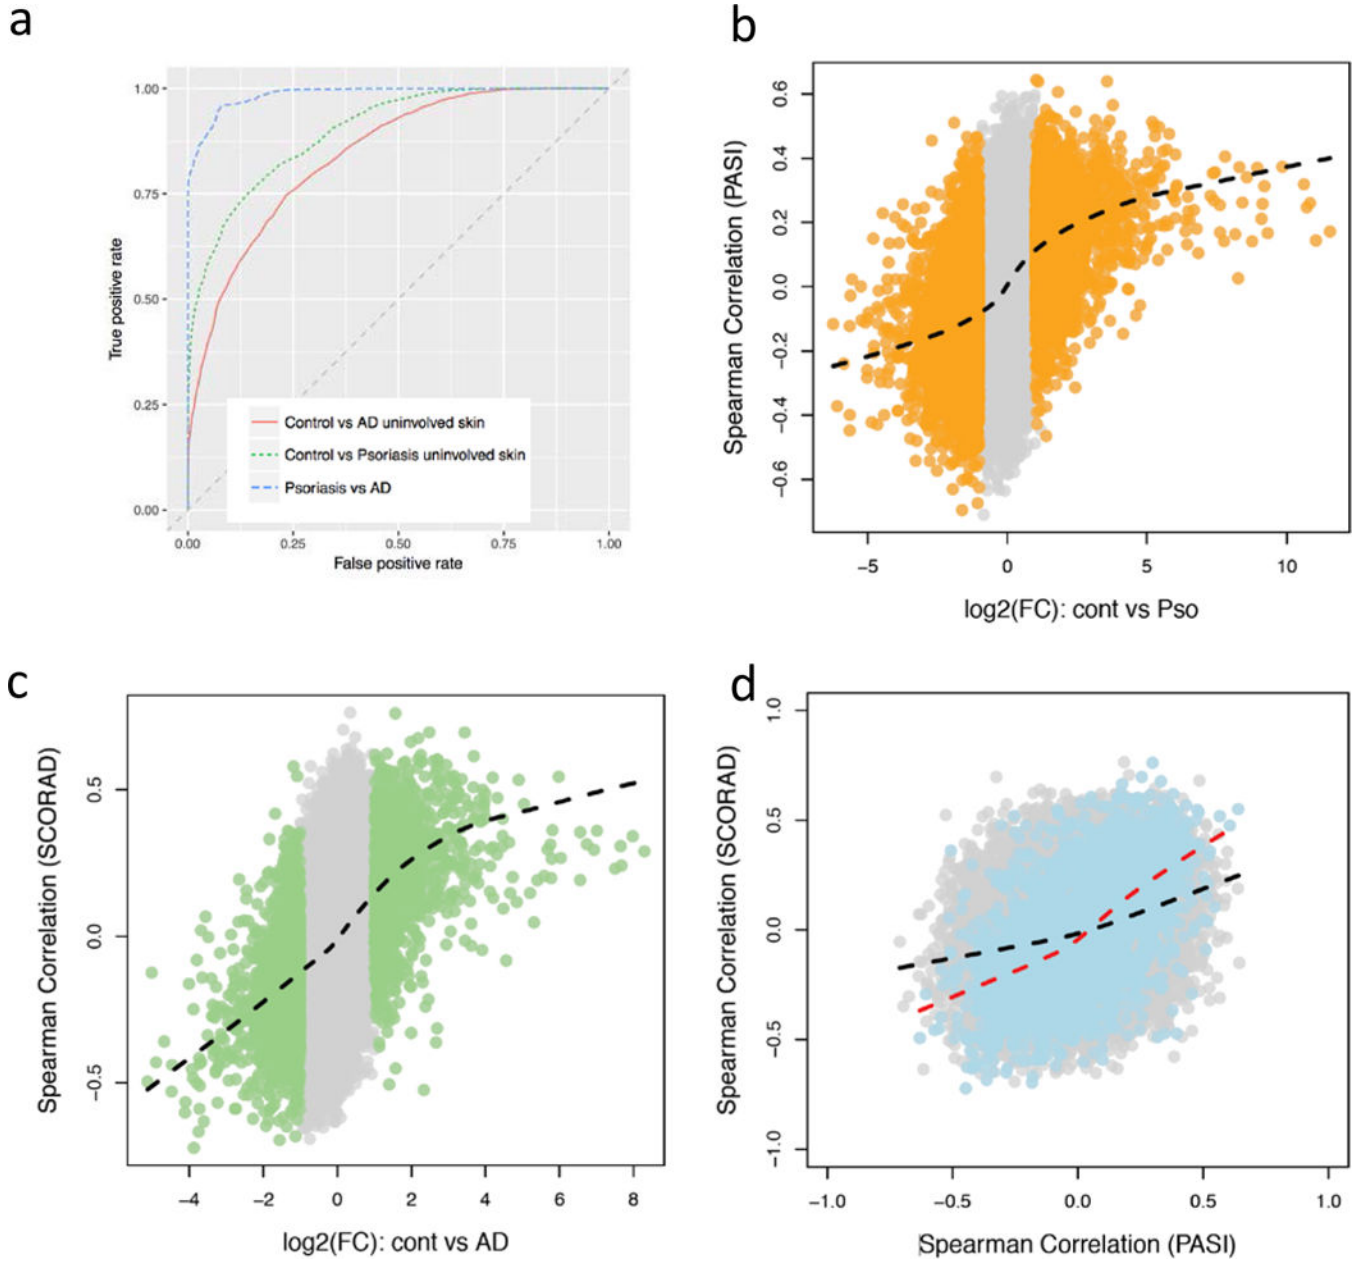 a
1.00
0.75
0.50
0.25
0.00
True positive rate
Control vs AD uninvolved skin
Control vs Psoriasis uninvolved skin
Psoriasis vs AD
0.00 0.25 0.50 0.75 1.00
False positive rate
b
0.6
0.4
0.2
0.0
−0.2
−0.4
−0.6
Spearman Correlation (PASI)
−5 0 5 10
log2(FC): cont vs Pso
c
0.5
0.0
−0.5
Spearman Correlation (SCORAD)
−4 −2 0 2 4 6 8
log2(FC): cont vs AD
d
1.0
0.5
0.0
−0.5
−1.0
Spearman Correlation (SCORAD)
−1.0 −0.5 0.0 0.5 1.0
Spearman Correlation (PASI)